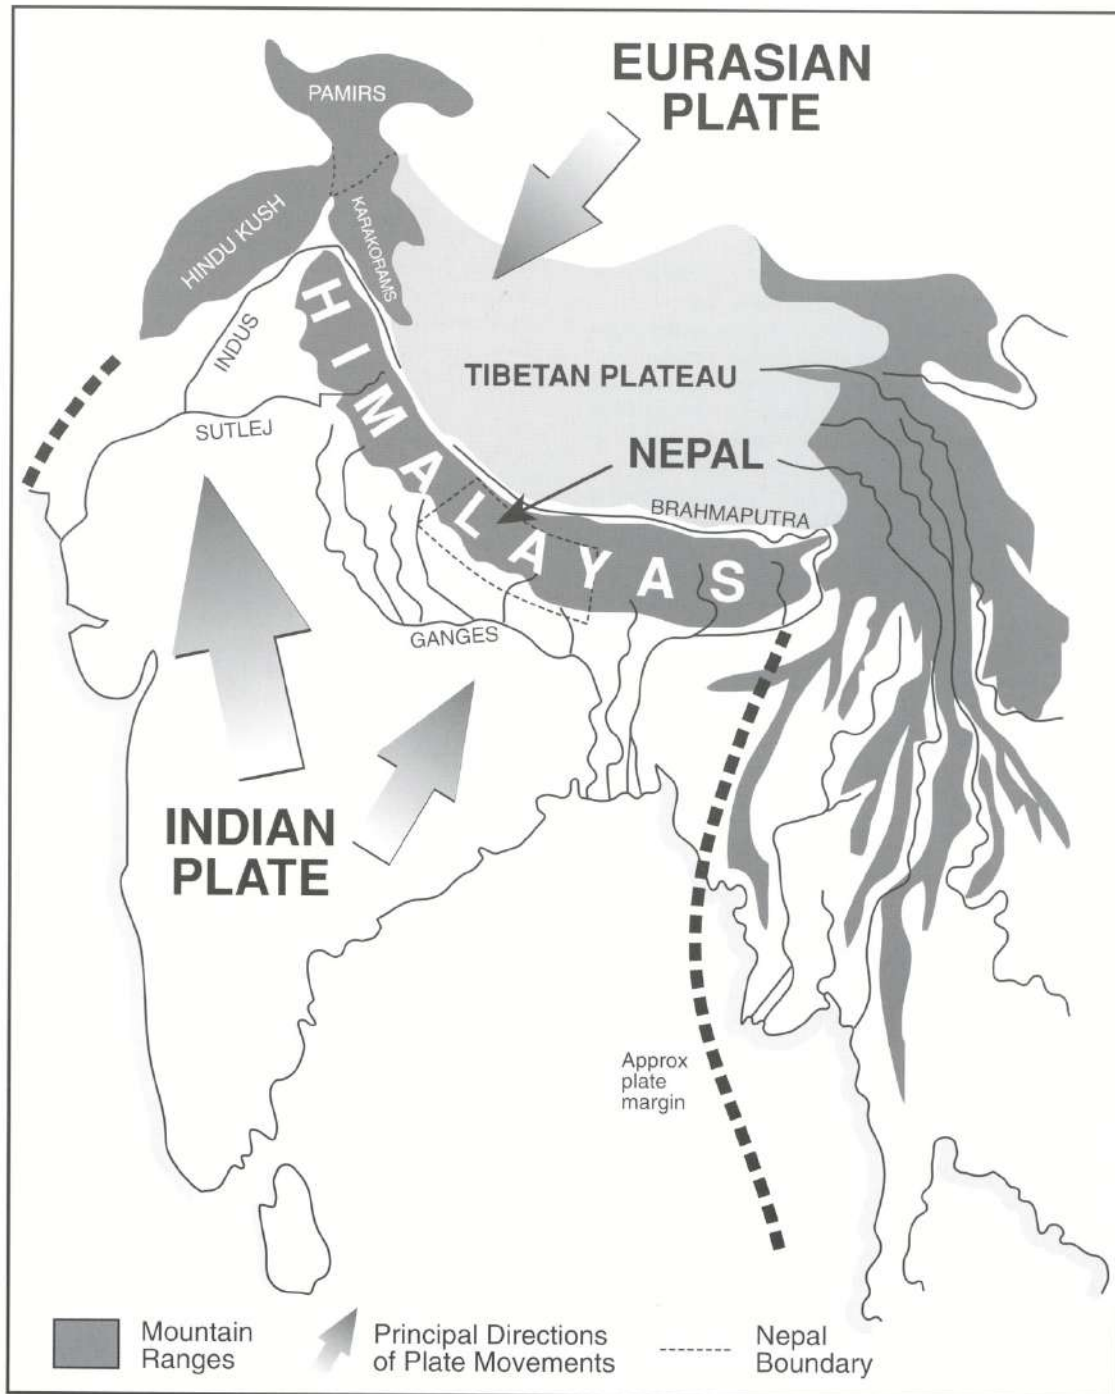 EURASIAN
PLATE
PAMIRS
HINDU KUSH
KARAKORAMS
HIMALAYAS
INDUS
TIBETAN PLATEAU
SUTLEJ
NEPAL
BRAHMAPUTRA
GANGES
INDIAN
PLATE
Approx
plate
margin
Mountain
Ranges
Principal Directions
of Plate Movements
Nepal
Boundary